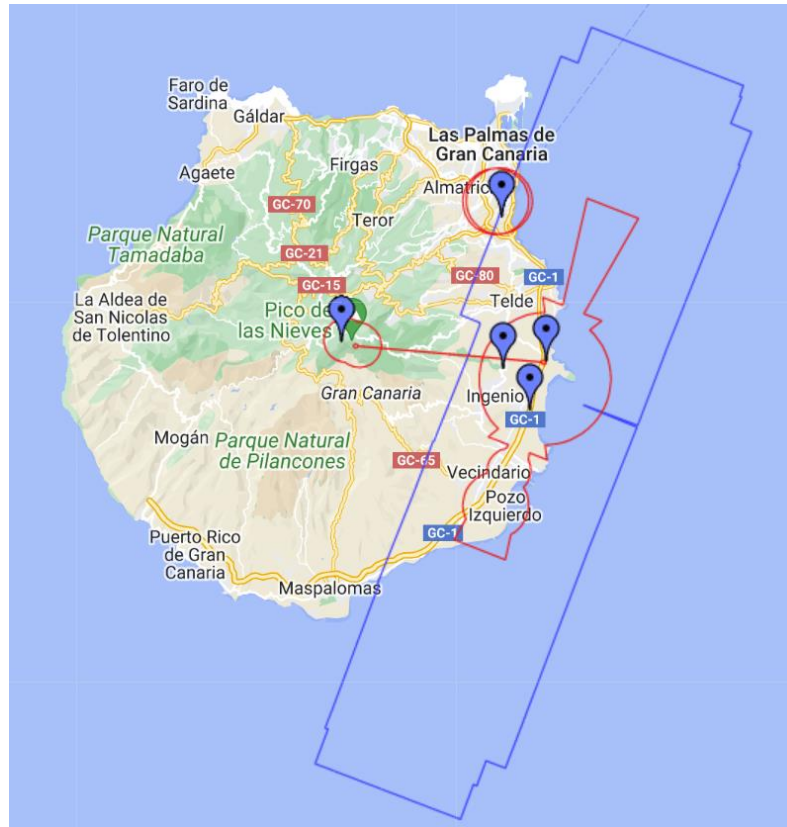 Faro de
Sardina
Gáldar
Las Palmas de
Gran Canaria
Firgas
Agaete
GC-70
Teror
Parque Natural
Tamadaba
GC-21
GC-80
GC-1
GC-15
Telde
La Aldea de
San Nicolas
de Tolentino
Pico de
las Nieves
Gran Canaria
Ingenio
GC-1
Mogán
Parque Natural
de Pilancones
GC-65
Vecindario
Pozo
Izquierdo
GC-1
Puerto Rico
de Gran
Canaria
Maspalomas